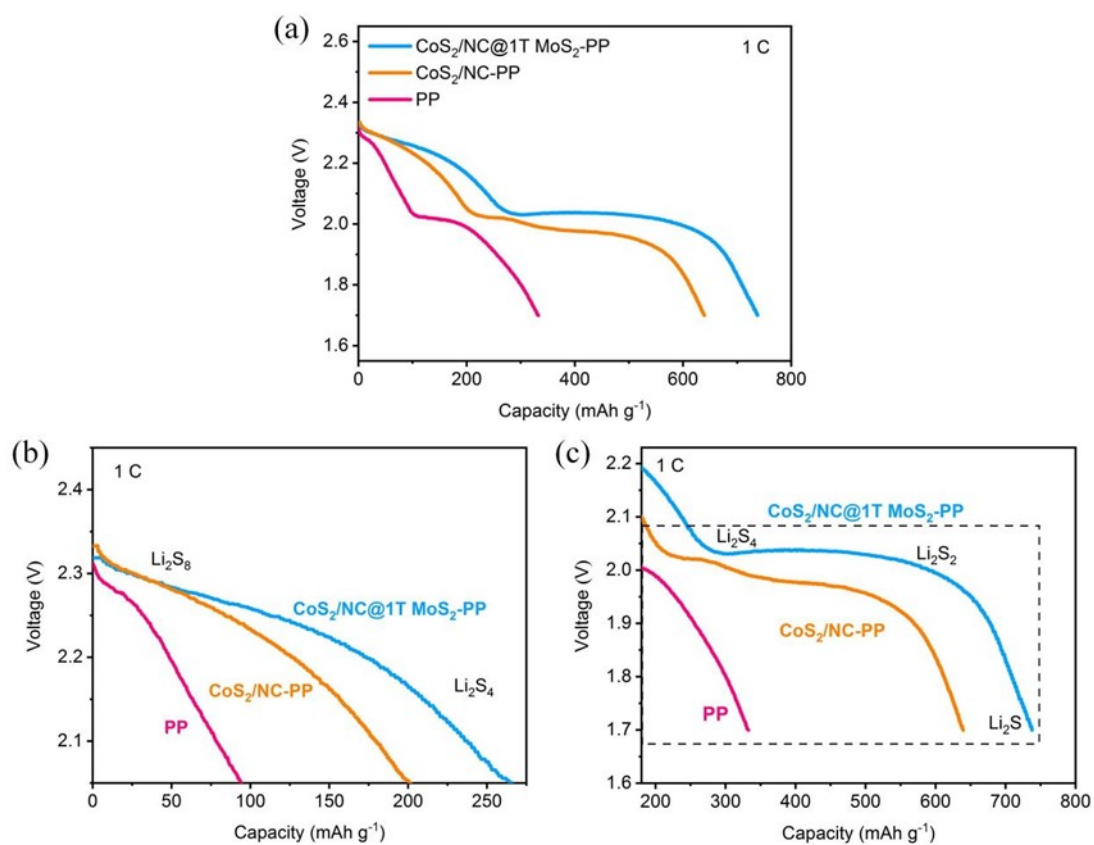 (a)
2.6
2.4
2.2
2.0
1.8
1.6
Voltage (V)
CoS₂/NC@1T MoS₂-PP
CoS₂/NC-PP
PP
1 C
0
200
400
600
800
Capacity (mAh g⁻¹)
(b)
1 C
2.4
2.3
2.2
2.1
Voltage (V)
Li₂S₈
CoS₂/NC@1T MoS₂-PP
CoS₂/NC-PP
Li₂S₄
PP
0
50
100
150
200
250
Capacity (mAh g⁻¹)
(c)
1 C
2.2
2.1
2.0
1.9
1.8
1.7
1.6
Voltage (V)
CoS₂/NC@1T MoS₂-PP
Li₂S₄
Li₂S₂
CoS₂/NC-PP
PP
Li₂S
200
300
400
500
600
700
800
Capacity (mAh g⁻¹)